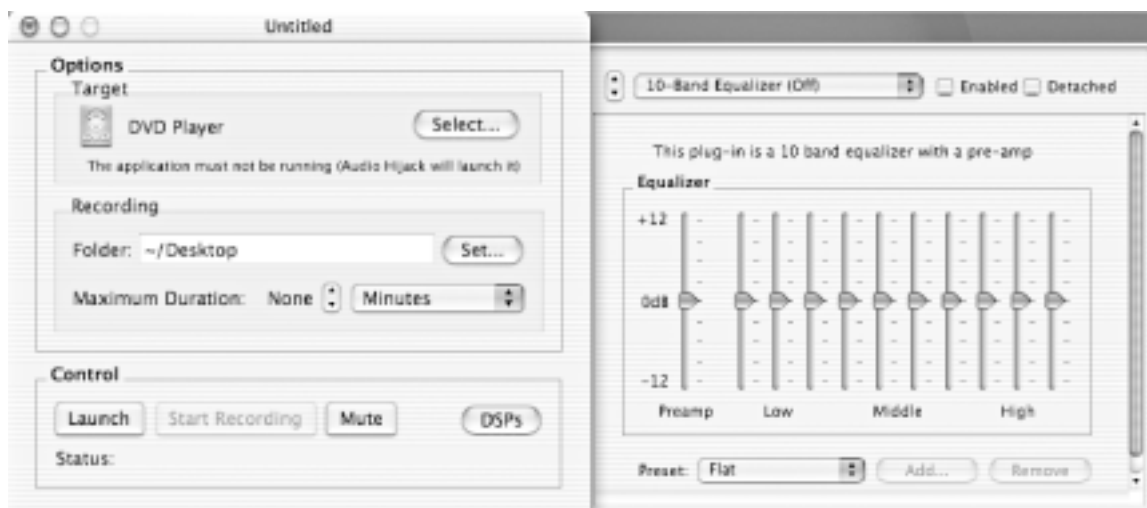 Untitled
Options
Target
DVD Player
Select...
The application must not be running (Audio Hijack will launch it)
Recording
Folder: ~/Desktop
Set...
Maximum Duration: None
Minutes
Control
Launch
Start Recording
Mute
DSPs
Status:
10-Band Equalizer (Off)
Enabled
Detached
This plug-in is a 10 band equalizer with a pre-amp
Equalizer
+12
0dB
-12
Preamp
Low
Middle
High
Preset: Flat
Add...
Remove